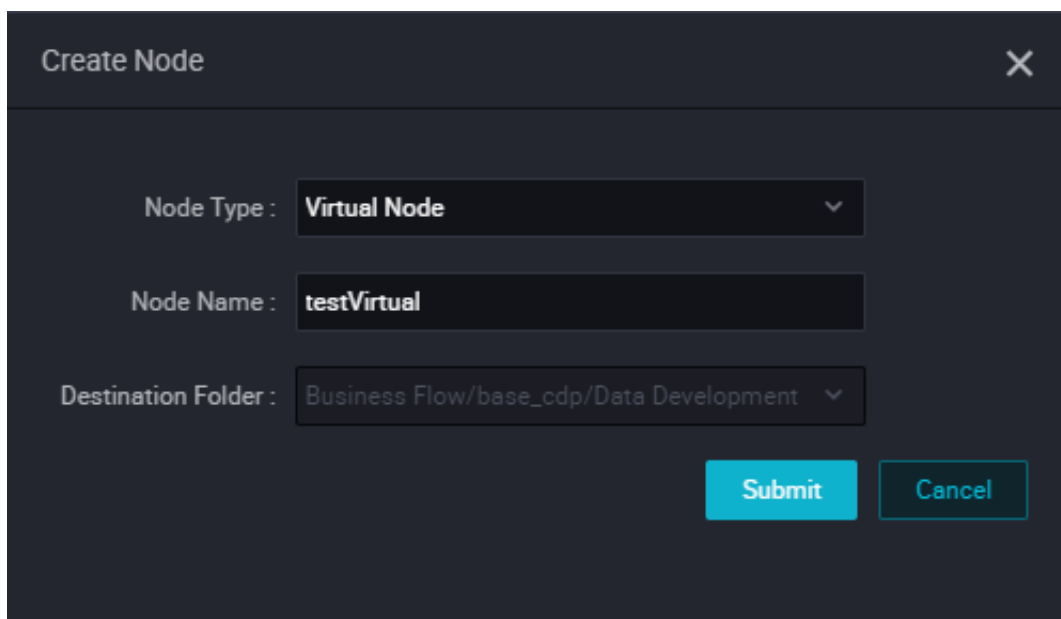 Create Node
Node Type : Virtual Node
Node Name : testVirtual
Destination Folder : Business Flow/base_cdp/Data Development
Submit Cancel